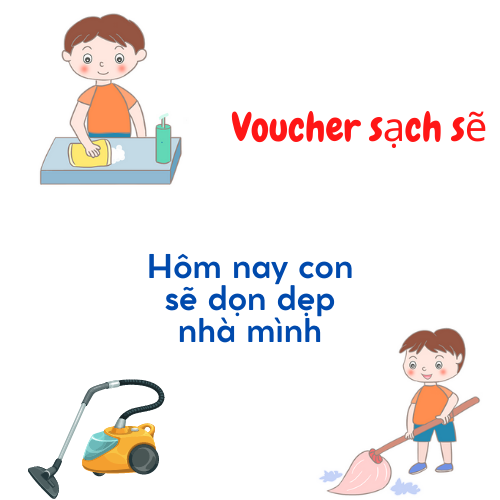 Voucher sạch sẽ
Hôm nay con
sẽ dọn dẹp
nhà mình